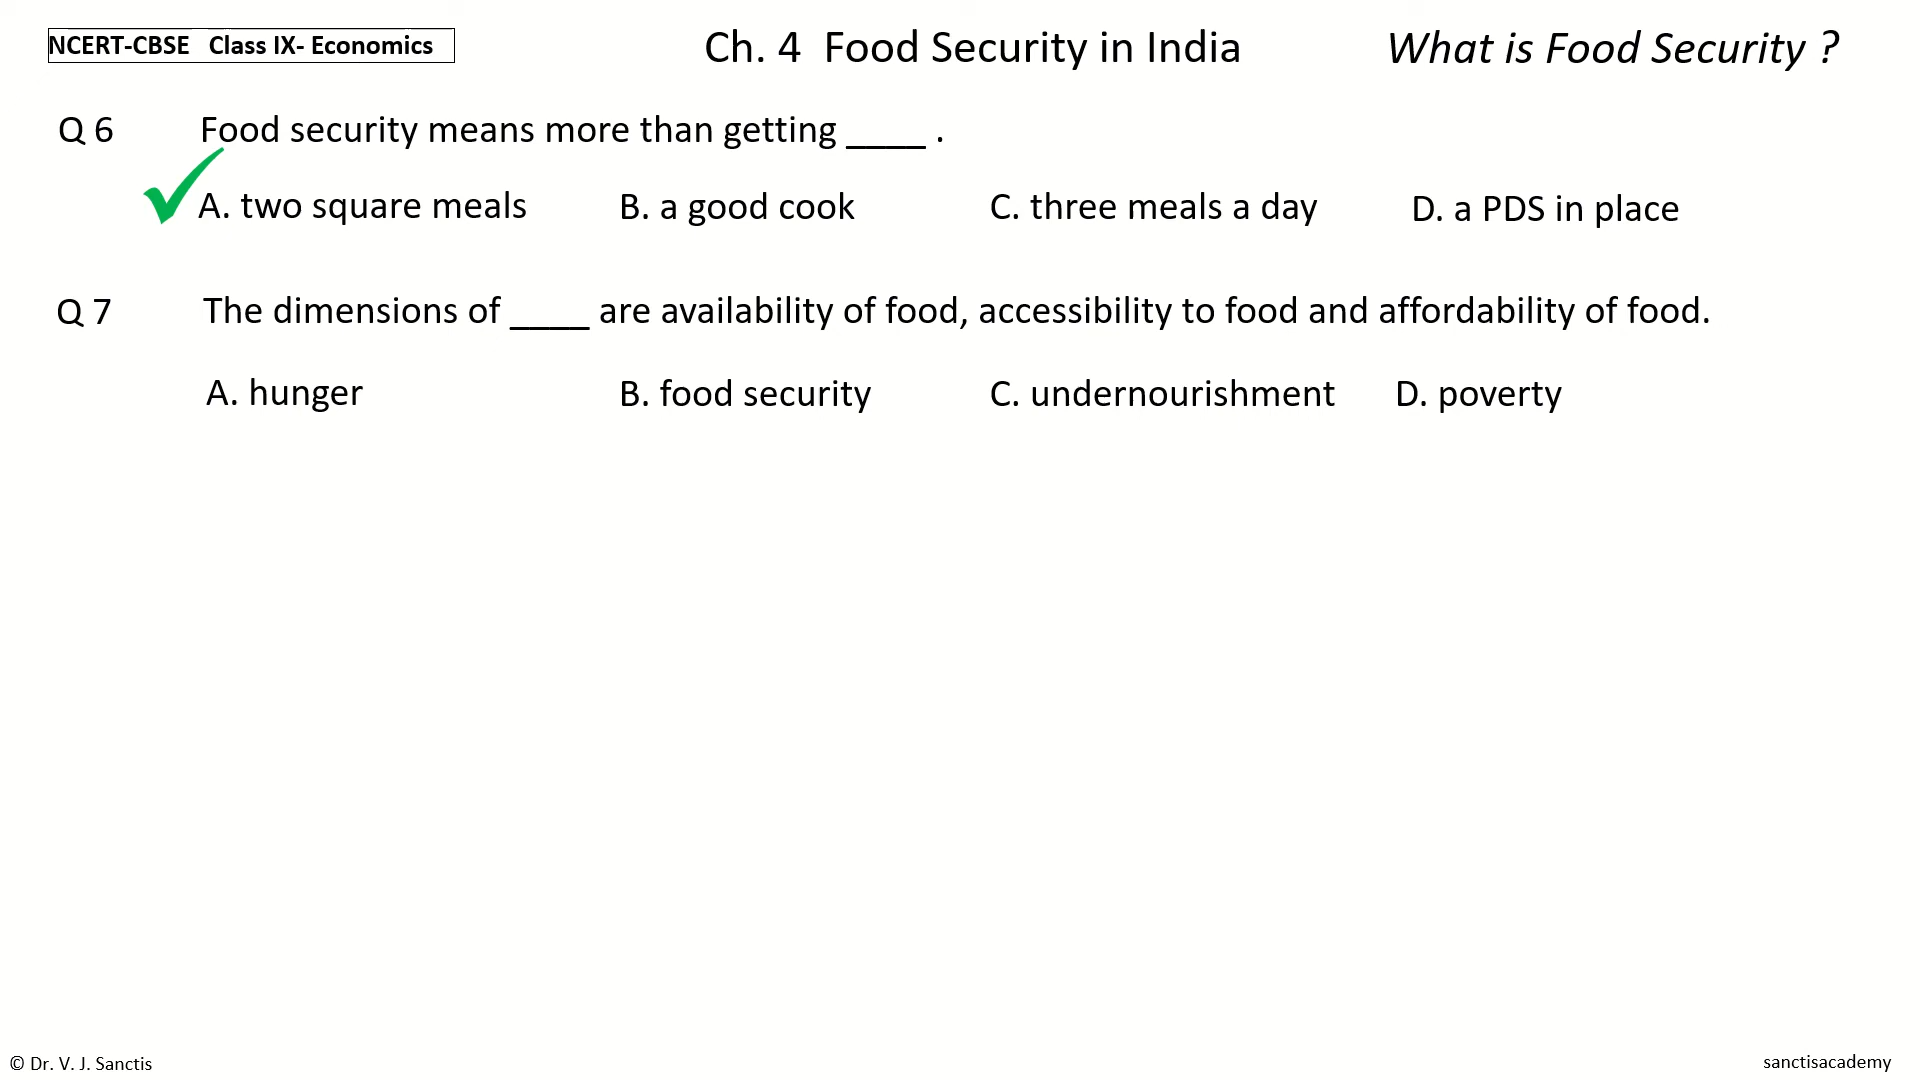 NCERT-CBSE Class IX- Economics
Ch. 4 Food Security in India
What is Food Security ?
Q 6 Food security means more than getting ____ .
A. two square meals B. a good cook C. three meals a day D. a PDS in place
Q 7 The dimensions of ____ are availability of food, accessibility to food and affordability of food.
A. hunger B. food security C. undernourishment D. poverty
© Dr. V. J. Sanctis
sanctisacademy